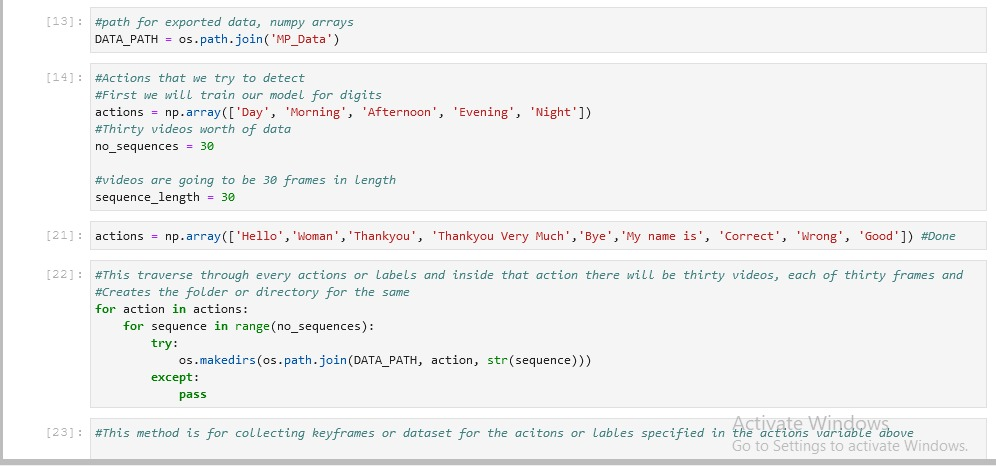 [13]: #path for exported data, numpy arrays
DATA_PATH = os.path.join('MP_Data')
[14]: #Actions that we try to detect
#First we will train our model for digits
actions = np.array(['Day', 'Morning', 'Afternoon', 'Evening', 'Night'])
#Thirty videos worth of data
no_sequences = 30
#videos are going to be 30 frames in length
sequence_length = 30
[21]: actions = np.array(['Hello','Woman','Thankyou', 'Thankyou Very Much','Bye','My name is', 'Correct', 'Wrong', 'Good']) #Done
[22]: #This traverse through every actions or labels and inside that action there will be thirty videos, each of thirty frames and
#Creates the folder or directory for the same
for action in actions:
    for sequence in range(no_sequences):
        try:
            os.makedirs(os.path.join(DATA_PATH, action, str(sequence)))
        except:
            pass
[23]: #This method is for collecting keyframes or dataset for the acitons or lables specified in the actions variable above
Activate Windows
Go to Settings to activate Windows.